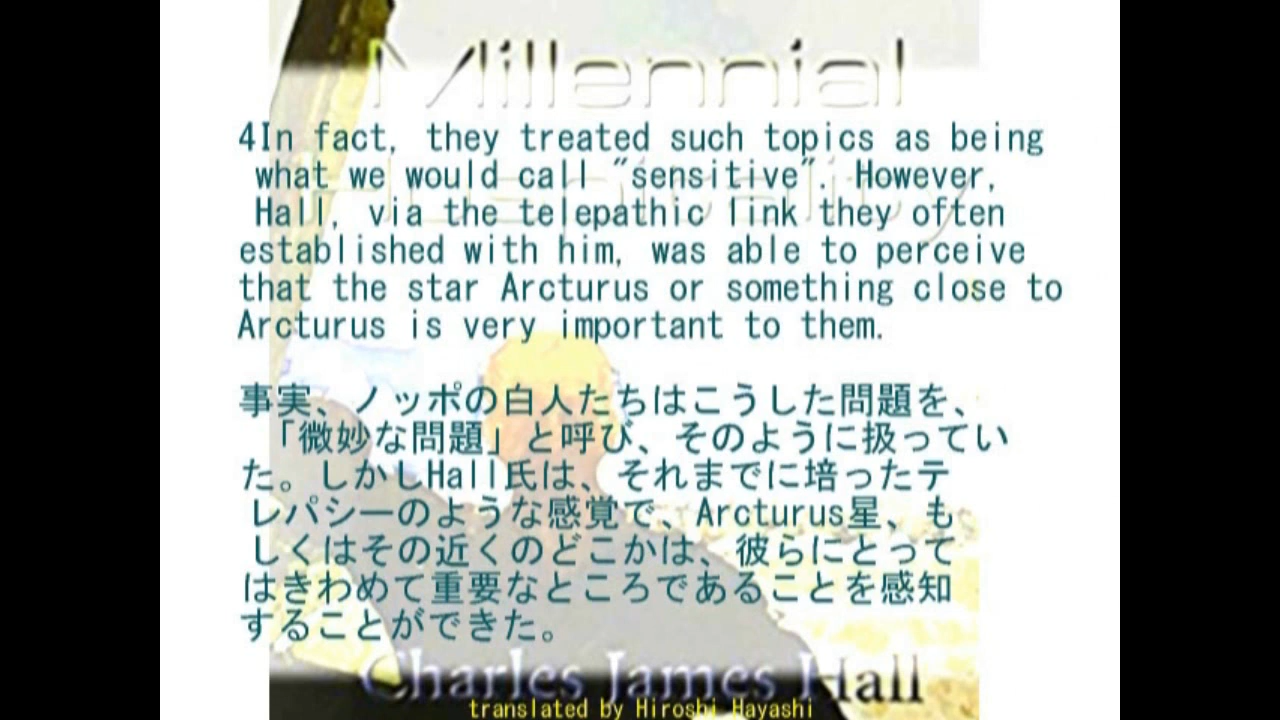 Millennial
Hospitality
4In fact, they treated such topics as being
what we would call "sensitive". However,
Hall, via the telepathic link they often
established with him, was able to perceive
that the star Arcturus or something close to
Arcturus is very important to them.
事実、ノッポの白人たちはこうした問題を、
「微妙な問題」と呼び、そのように扱ってい
た。しかしHall氏は、それまでに培ったテ
レパシーのような感覚で、Arcturus星、も
しくはその近くのどこかは、彼らにとって
はきわめて重要なところであることを感知
することができた。
Charles James Hall
translated by Hiroshi Hayashi